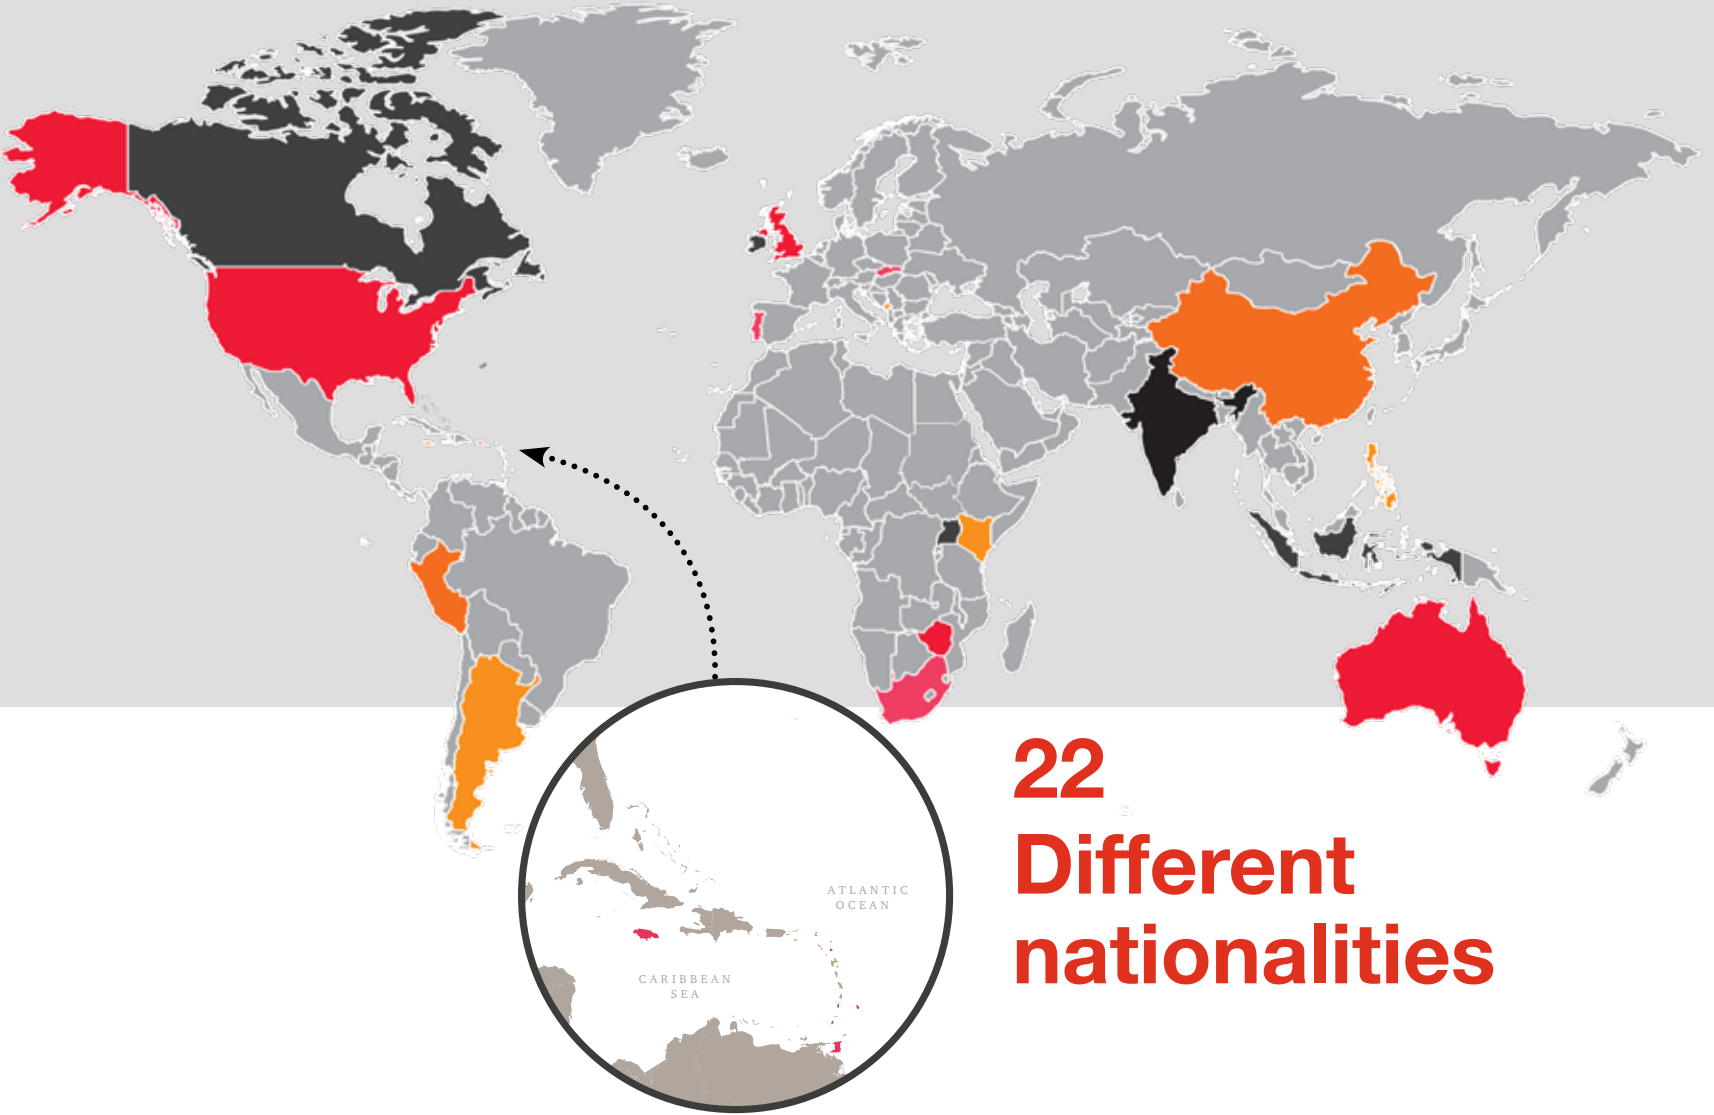 22
Different
nationalities
ATLANTIC
OCEAN
CARIBBEAN
SEA